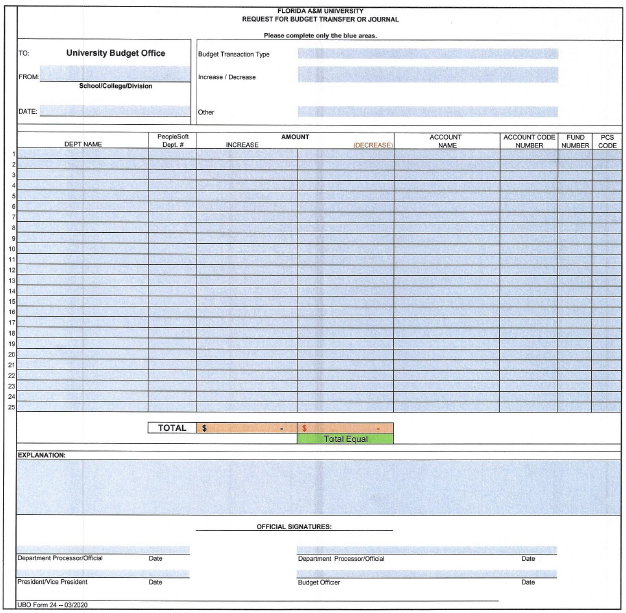 FLORIDA A&M UNIVERSITY
REQUEST FOR BUDGET TRANSFER OR JOURNAL
Please complete only the blue areas.
TO: University Budget Office
Budget Transaction Type
FROM:
Increase / Decrease
School/College/Division
DATE:
Other
DEPT NAME PeopleSoft Dept. # AMOUNT INCREASE (DECREASE) ACCOUNT NAME ACCOUNT CODE NUMBER FUND NUMBER PCS CODE
1
2
3
4
5
6
7
8
9
10
11
12
13
14
15
16
17
18
19
20
21
22
23
24
25
TOTAL $ - $ -
Total Equal
EXPLANATION:
OFFICIAL SIGNATURES:
Department Processor/Official Date Department Processor/Official Date
President/Vice President Date Budget Officer Date
UBO Form 24 -- 03/2020